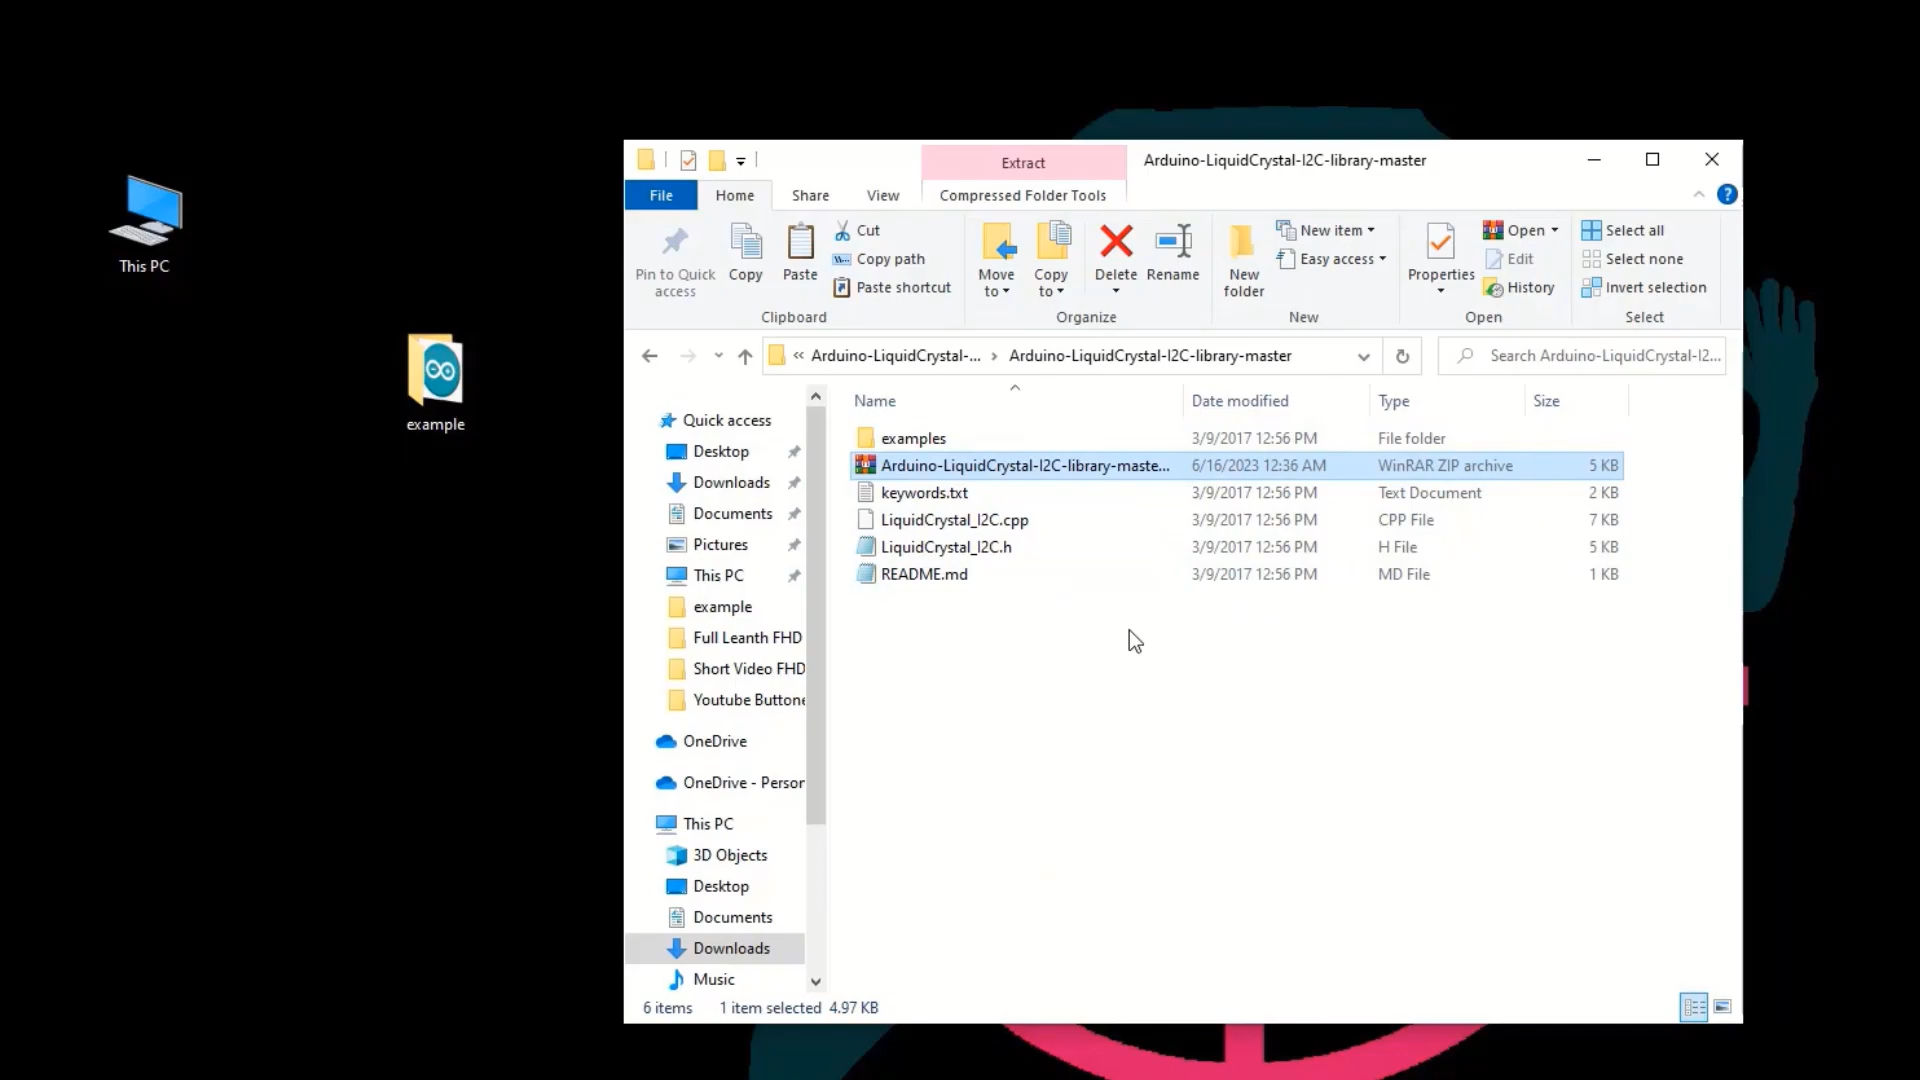 This PC
example
Extract
Arduino-LiquidCrystal-I2C-library-master
File
Home
Share
View
Compressed Folder Tools
Pin to Quick access
Copy
Paste
Cut
Copy path
Paste shortcut
Clipboard
Move to
Copy to
Delete
Rename
Organize
New folder
New item
Easy access
New
Properties
Open
Edit
History
Open
Select all
Select none
Invert selection
Select
« Arduino-LiquidCrystal-... › Arduino-LiquidCrystal-I2C-library-master
Search Arduino-LiquidCrystal-I2...
Quick access
Desktop
Downloads
Documents
Pictures
This PC
example
Full Leanth FHD
Short Video FHD
Youtube Buttone
OneDrive
OneDrive - Person
This PC
3D Objects
Desktop
Documents
Downloads
Music
Name Date modified Type Size
examples 3/9/2017 12:56 PM File folder
Arduino-LiquidCrystal-I2C-library-maste... 6/16/2023 12:36 AM WinRAR ZIP archive 5 KB
keywords.txt 3/9/2017 12:56 PM Text Document 2 KB
LiquidCrystal_I2C.cpp 3/9/2017 12:56 PM CPP File 7 KB
LiquidCrystal_I2C.h 3/9/2017 12:56 PM H File 5 KB
README.md 3/9/2017 12:56 PM MD File 1 KB
6 items 1 item selected 4.97 KB